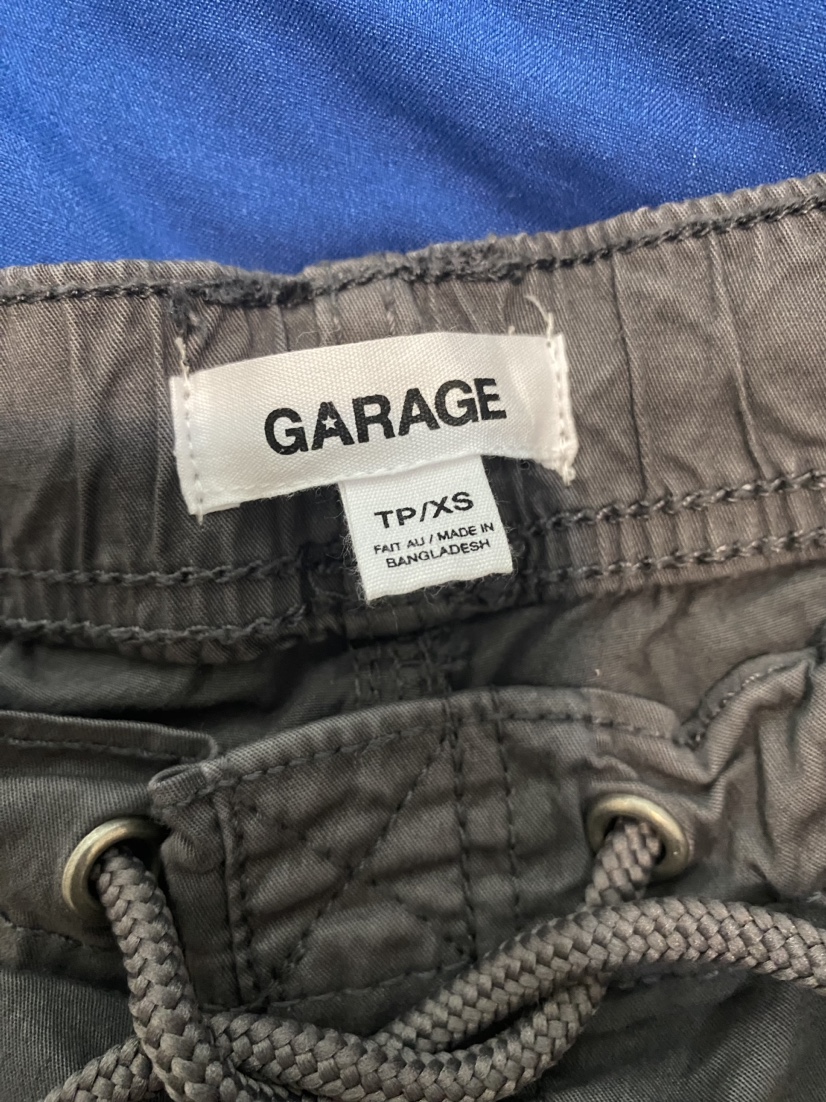 GARAGE
TP/XS
FAIT AU / MADE IN
BANGLADESH